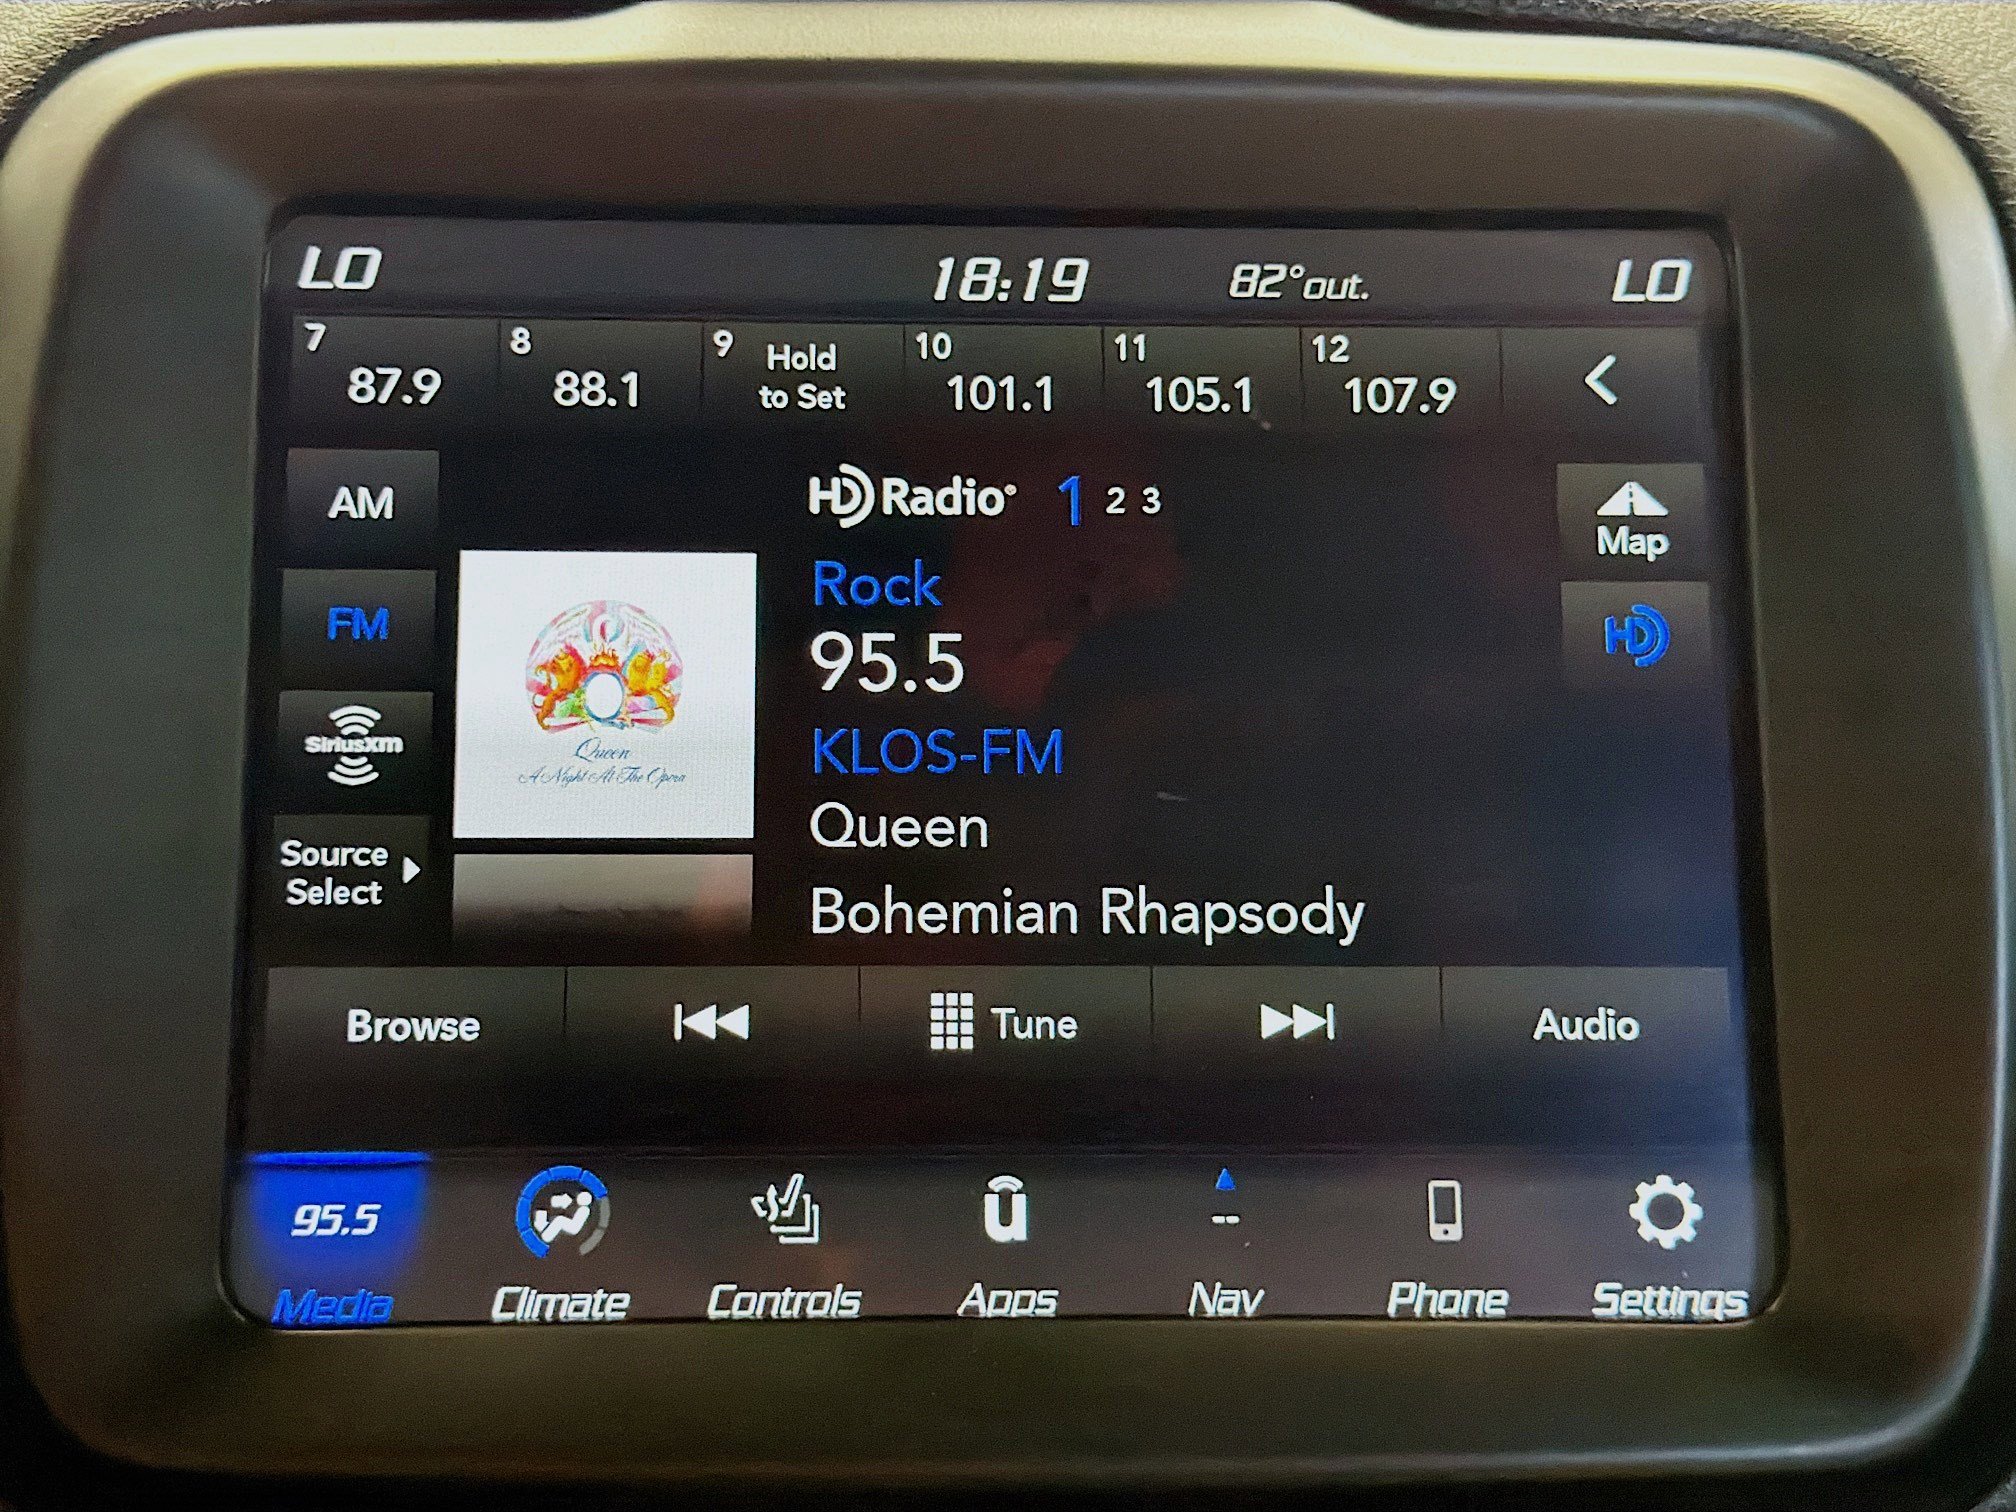 LO 18:19 82°out. LO
7 87.9 8 88.1 9 Hold to Set 10 101.1 11 105.1 12 107.9
AM
HD Radio® 1 2 3
Map
Rock
FM
HD
95.5
SiriusXM
KLOS-FM
Queen
A Night At The Opera
Queen
Source
Select
Bohemian Rhapsody
Browse Tune Audio
95.5 u --
Media Climate Controls Apps Nav Phone Settings